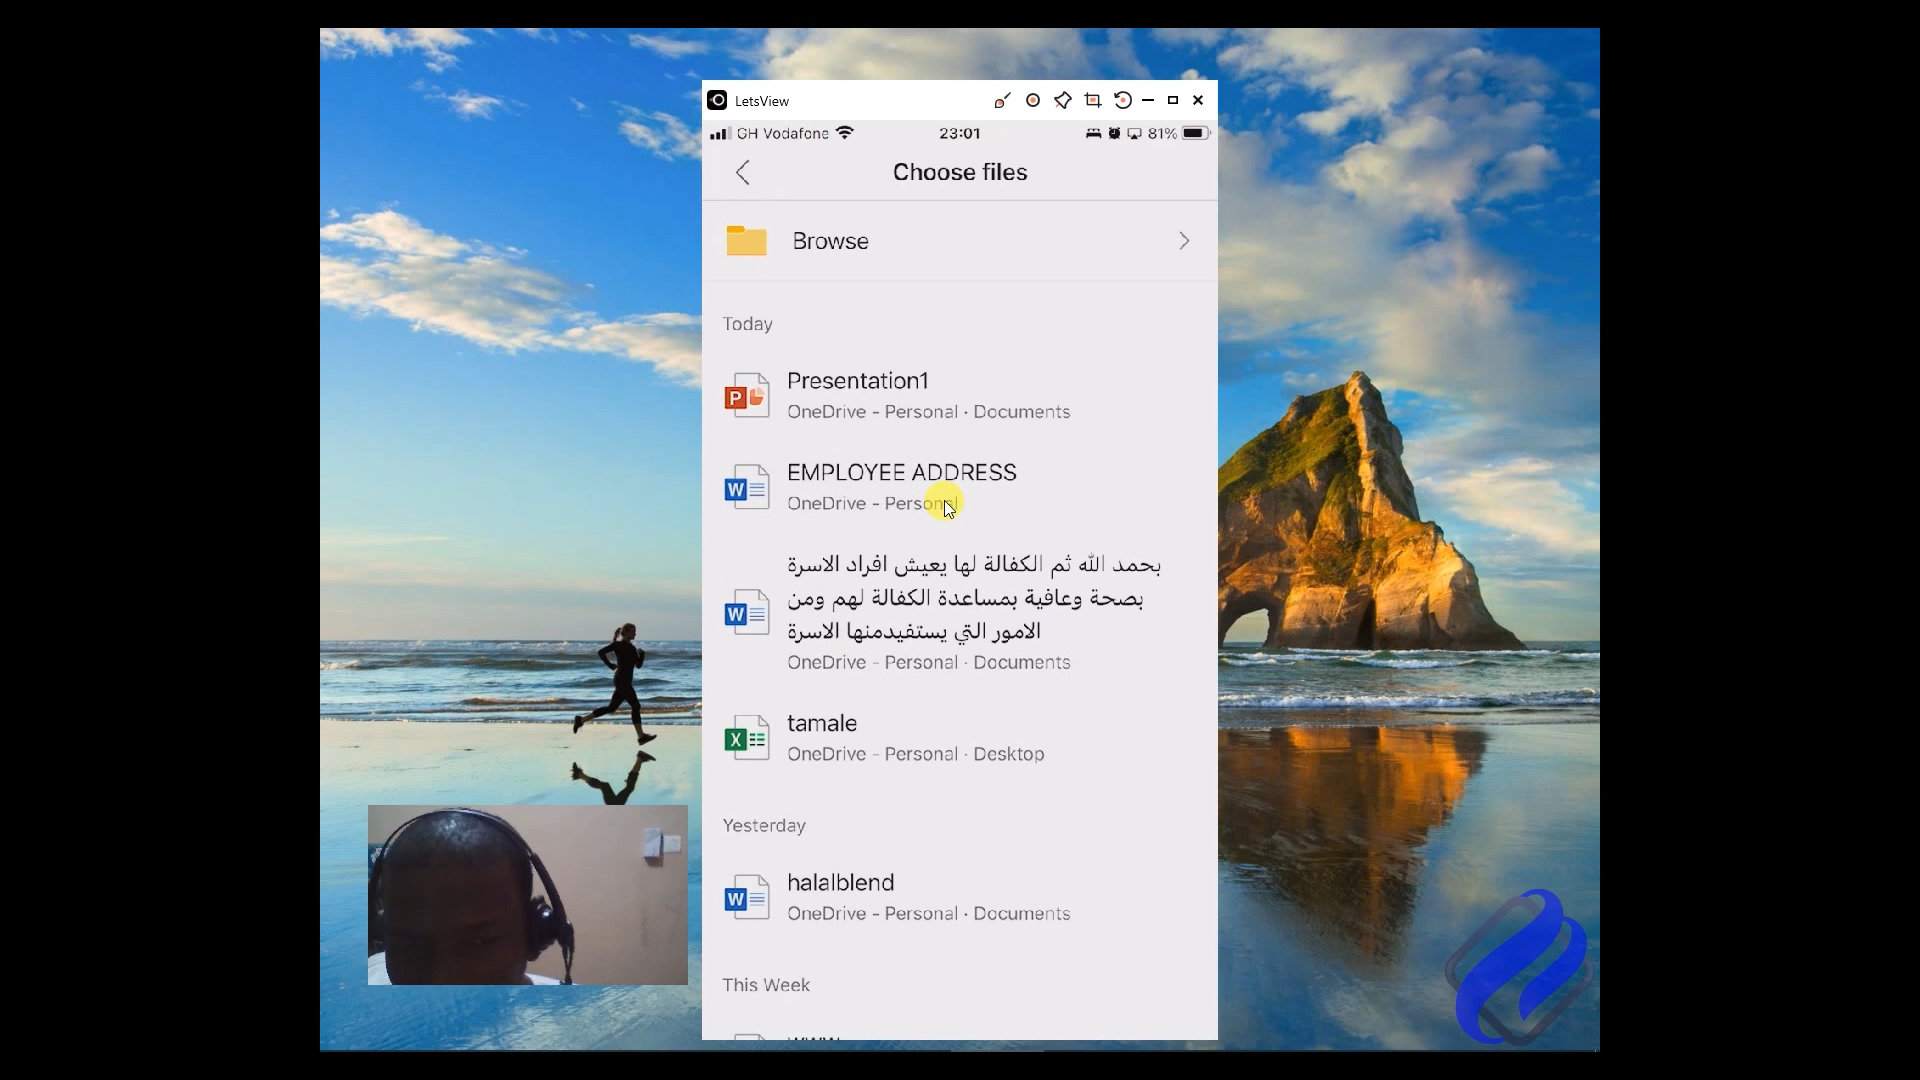 LetsView
GH Vodafone
23:01
81%
Choose files
Browse
Today
Presentation1
OneDrive - Personal · Documents
EMPLOYEE ADDRESS
OneDrive - Personal
بحمد الله ثم الكفالة لها يعيش افراد الاسرة
بصحة وعافية بمساعدة الكفالة لهم ومن
الامور التي يستفيدمنها الاسرة
OneDrive - Personal · Documents
tamale
OneDrive - Personal · Desktop
Yesterday
halalblend
OneDrive - Personal · Documents
This Week